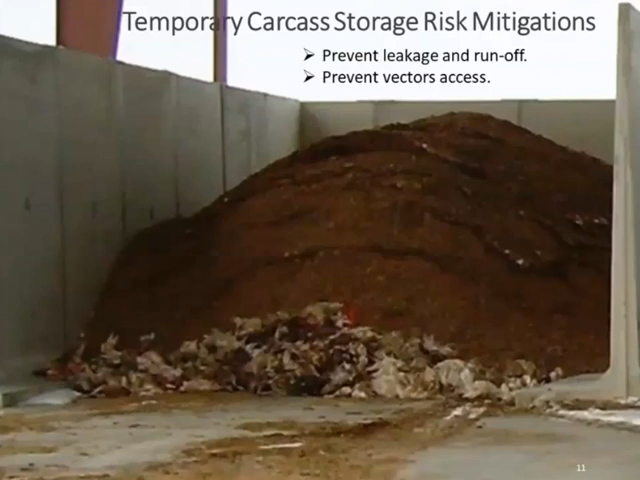 Temporary Carcass Storage Risk Mitigations
➢ Prevent leakage and run-off.
➢ Prevent vectors access.
11